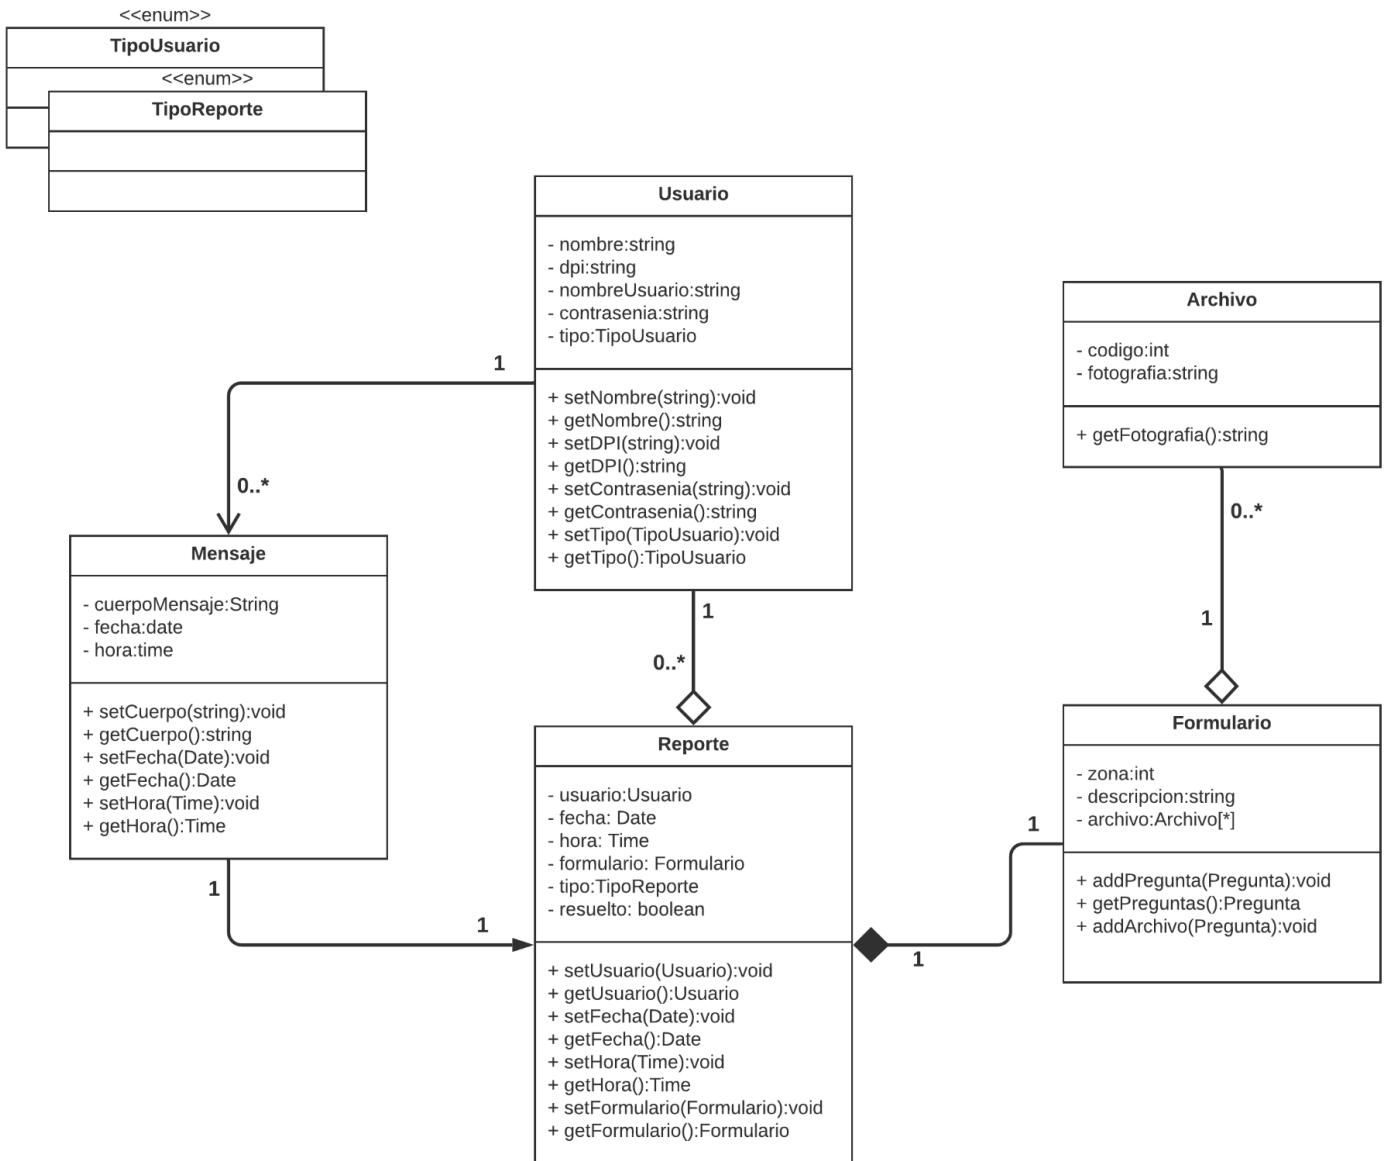 <<enum>>
TipoUsuario
<<enum>>
TipoReporte
Usuario
- nombre:string
- dpi:string
- nombreUsuario:string
- contrasenia:string
- tipo:TipoUsuario
+ setNombre(string):void
+ getNombre():string
+ setDPI(string):void
+ getDPI():string
+ setContrasenia(string):void
+ getContrasenia():string
+ setTipo(TipoUsuario):void
+ getTipo():TipoUsuario
Archivo
- codigo:int
- fotografia:string
+ getFotografia():string
1
0..*
0..*
1
Mensaje
- cuerpoMensaje:String
- fecha:date
- hora:time
+ setCuerpo(string):void
+ getCuerpo():string
+ setFecha(Date):void
+ getFecha():Date
+ setHora(Time):void
+ getHora():Time
1
0..*
Reporte
- usuario:Usuario
- fecha: Date
- hora: Time
- formulario: Formulario
- tipo:TipoReporte
- resuelto: boolean
+ setUsuario(Usuario):void
+ getUsuario():Usuario
+ setFecha(Date):void
+ getFecha():Date
+ setHora(Time):void
+ getHora():Time
+ setFormulario(Formulario):void
+ getFormulario():Formulario
Formulario
- zona:int
- descripcion:string
- archivo:Archivo[*]
+ addPregunta(Pregunta):void
+ getPreguntas():Pregunta
+ addArchivo(Pregunta):void
1
1
1
1